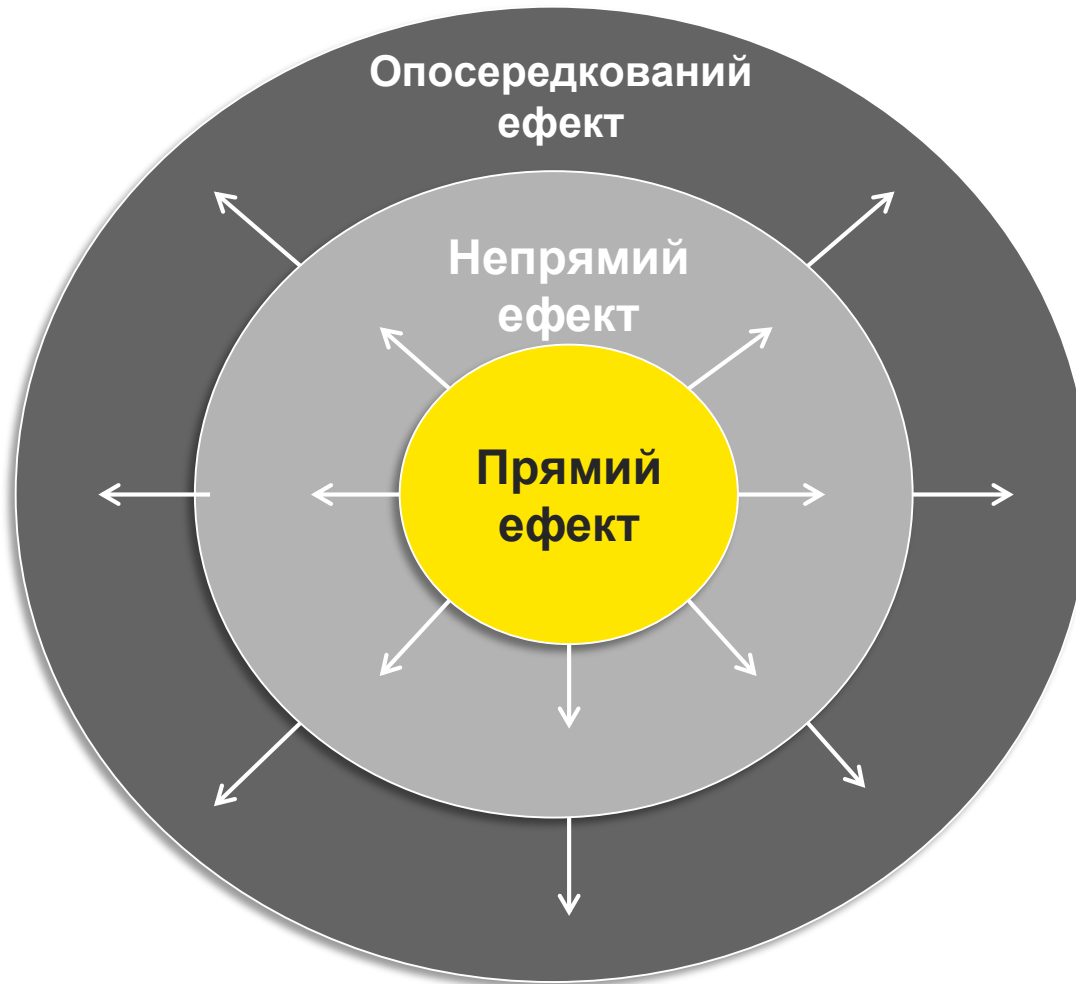 Опосередкований
ефект
Непрямий
ефект
Прямий
ефект